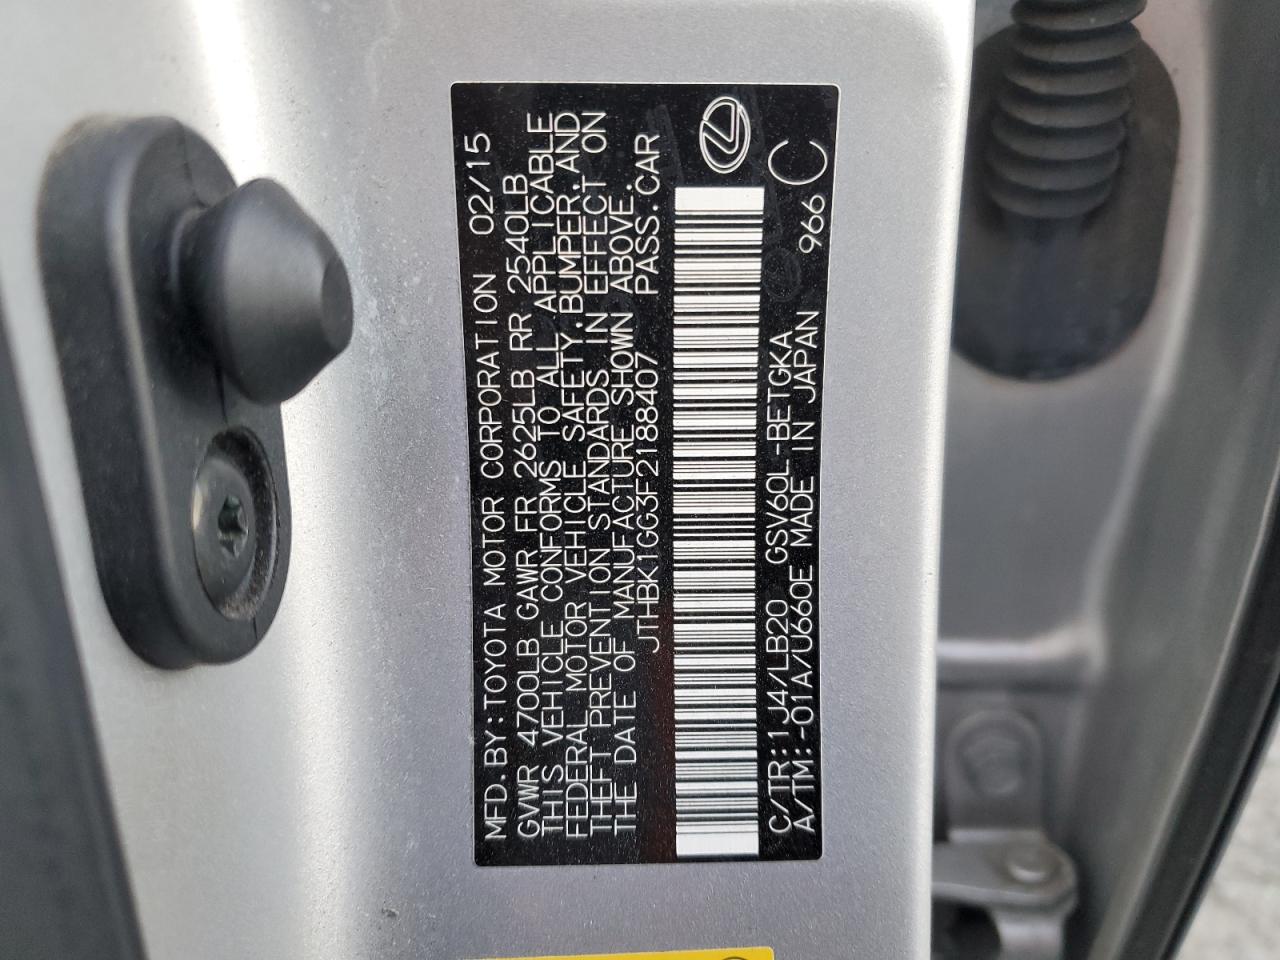 MFD.BY:TOYOTA MOTOR CORPORATION 02/15
GVWR 4700LB GAWR FR 2625LB RR 2540LB
THIS VEHICLE CONFORMS TO ALL APPLICABLE
FEDERAL MOTOR VEHICLE SAFETY,BUMPER,AND
THEFT PREVENTION STANDARDS IN EFFECT ON
THE DATE OF MANUFACTURE SHOWN ABOVE.
JTHBK1GG3F2188407 PASS.CAR
C/TR:1J4/LB20 GSV60L-BETGKA
A/TM:-01A/U660E MADE IN JAPAN 966 C